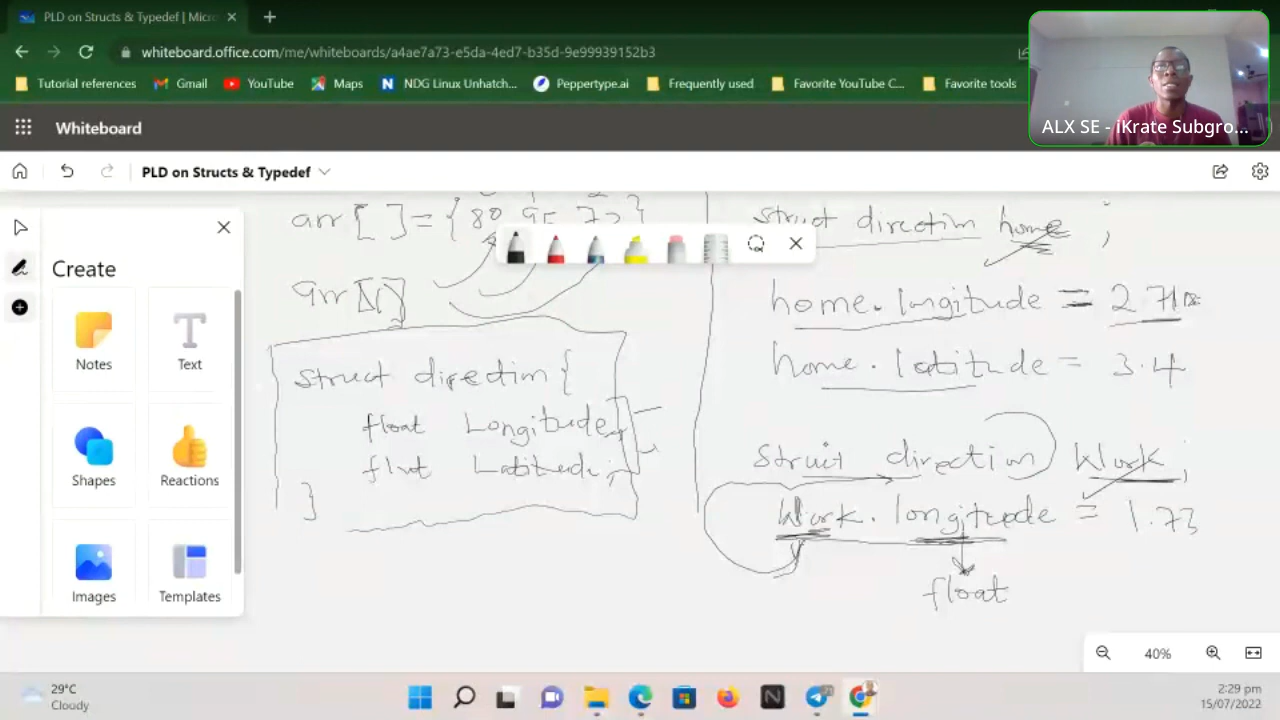 PLD on Structs & Typedef | Micr
whiteboard.office.com/me/whiteboards/a4ae7a73-e5da-4ed7-b35d-9e99939152b3
Tutorial references
Gmail
YouTube
Maps
NDG Linux Unhatch...
Peppertype.ai
Frequently used
Favorite YouTube C...
Favorite tools
ALX SE - iKrate Subgro...
Whiteboard
PLD on Structs & Typedef
Create
Notes
Text
Shapes
Reactions
Images
Templates
arr[ ] = {80 95
struct direction {
float Longitude;
float Latitude;
}
struct direction home ;
home. longitude = 2.71
home. latitude = 3.4
Struct direction Work ;
Work. longitude = 1.73
float
40%
29°C
Cloudy
2:29 pm
15/07/2022